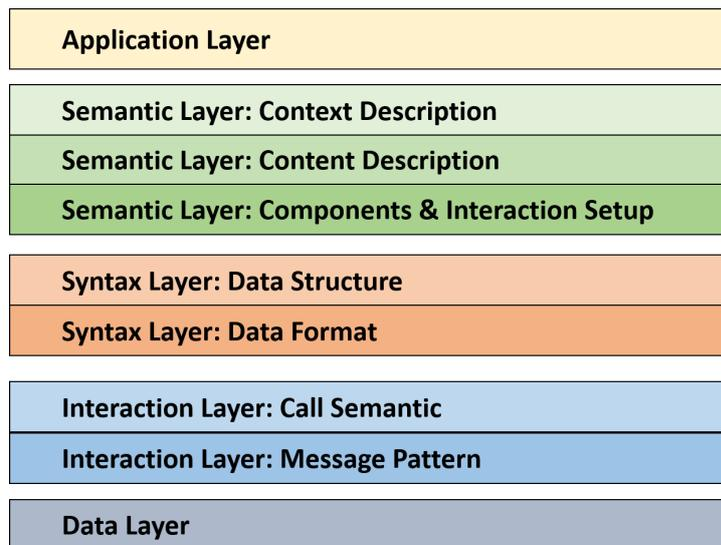 Application Layer
Semantic Layer: Context Description
Semantic Layer: Content Description
Semantic Layer: Components & Interaction Setup
Syntax Layer: Data Structure
Syntax Layer: Data Format
Interaction Layer: Call Semantic
Interaction Layer: Message Pattern
Data Layer